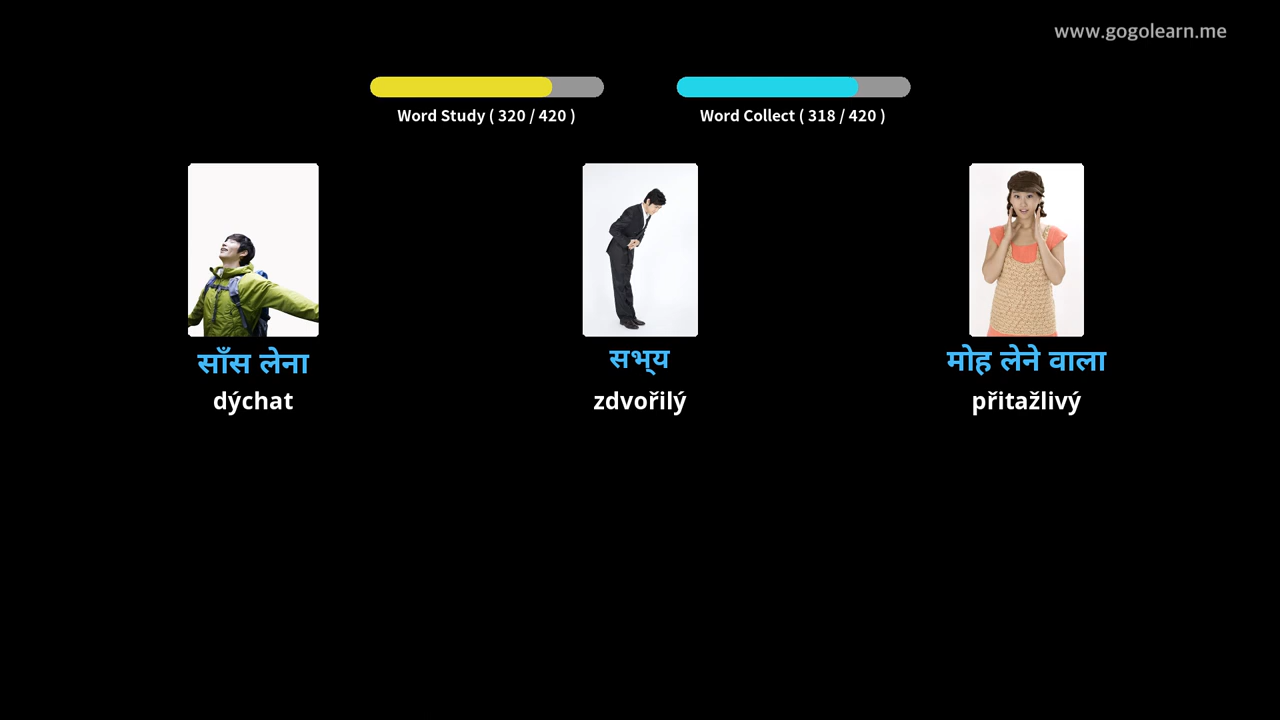 www.gogolearn.me
Word Study ( 320 / 420 )
Word Collect ( 318 / 420 )
साँस लेना
सभ्य
मोह लेने वाला
dýchat
zdvořilý
přitažlivý